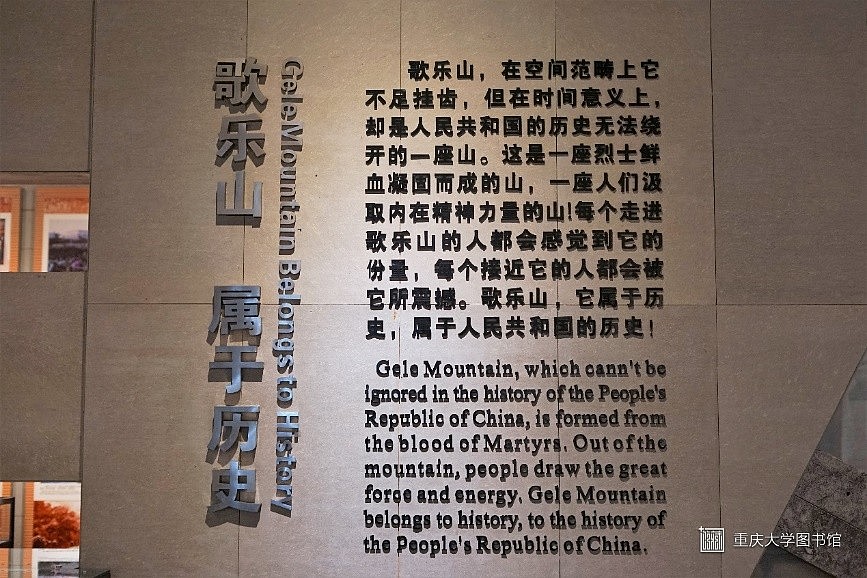 歌乐山 属于历史
Gele Mountain Belongs to History
歌乐山，在空间范畴上它
不足挂齿，但在时间意义上，
却是人民共和国的历史无法绕
开的一座山。这是一座烈士鲜
血凝固而成的山，一座人们汲
取内在精神力量的山!每个走进
歌乐山的人都会感觉到它的
份量，每个接近它的人都会被
它所震撼。歌乐山，它属于历
史，属于人民共和国的历史！
Gele Mountain, which cann't be
ignored in the history of the People's
Republic of China, is formed from
the blood of Martyrs. Out of the
mountain, people draw the great
force and energy. Gele Mountain
belongs to history, to the history of
the People's Republic of China.
重庆大学图书馆